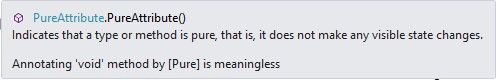 PureAttribute.PureAttribute()
Indicates that a type or method is pure, that is, it does not make any visible state changes.
Annotating 'void' method by [Pure] is meaningless